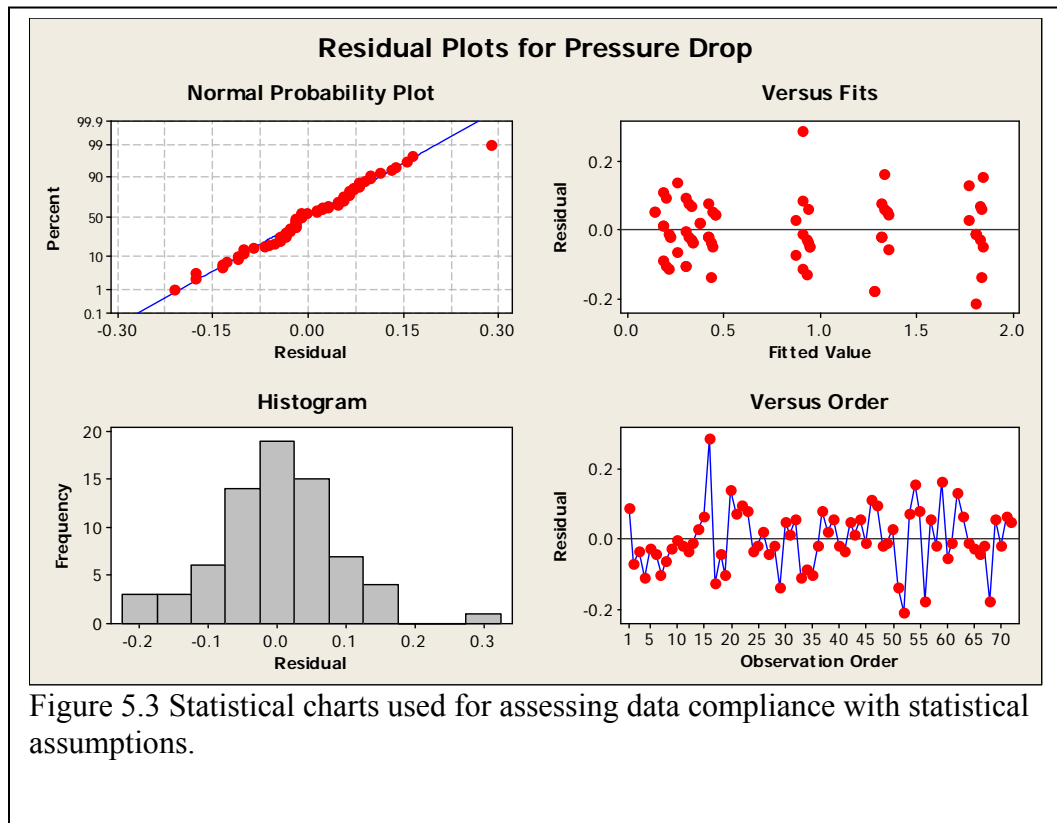 Residual Plots for Pressure Drop
Normal Probability Plot
99.9
99
90
50
10
1
0.1
Percent
-0.30 -0.15 0.00 0.15 0.30
Residual
Versus Fits
0.2
0.0
-0.2
Residual
0.0 0.5 1.0 1.5 2.0
Fitted Value
Histogram
20
15
10
5
0
Frequency
-0.2 -0.1 0.0 0.1 0.2 0.3
Residual
Versus Order
0.2
0.0
-0.2
Residual
1 5 10 15 20 25 30 35 40 45 50 55 60 65 70
Observation Order
Figure 5.3 Statistical charts used for assessing data compliance with statistical
assumptions.